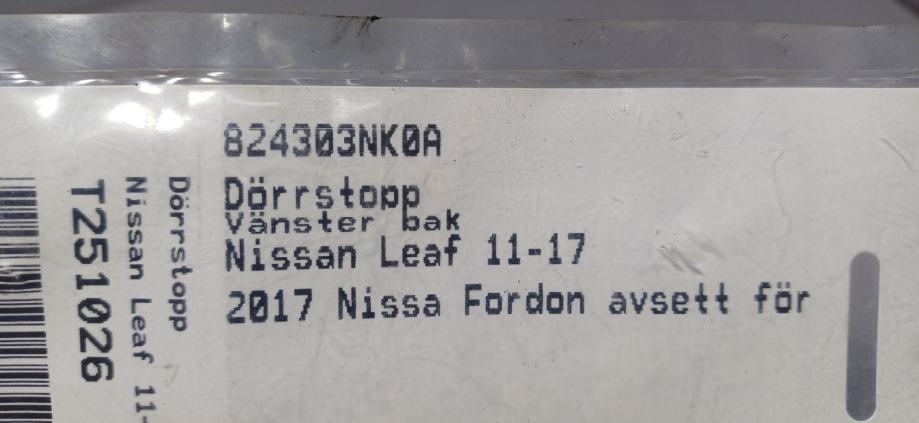 824303NK0A
Dörrstopp
Vänster bak
Nissan Leaf 11-17
2017 Nissa Fordon avsett för
Dörrstopp
Nissan Leaf 11-
T251026